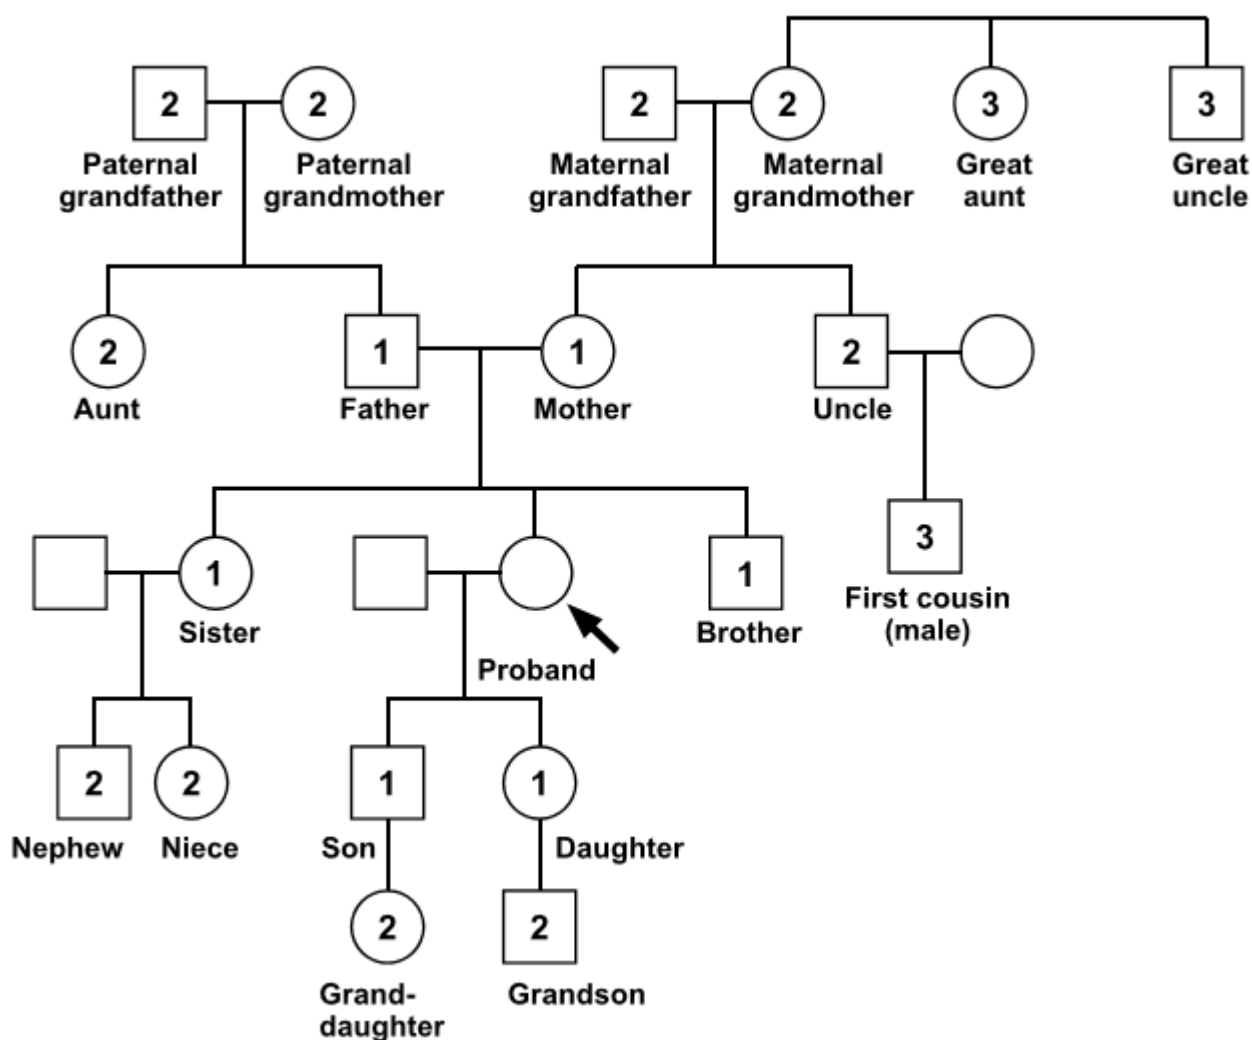 2
2
2
2
3
3
Paternal
grandfather
Paternal
grandmother
Maternal
grandfather
Maternal
grandmother
Great
aunt
Great
uncle
2
1
1
2
Aunt
Father
Mother
Uncle
1
1
3
Sister
Proband
Brother
First cousin
(male)
2
2
1
1
Nephew
Niece
Son
Daughter
2
2
Grand-
daughter
Grandson